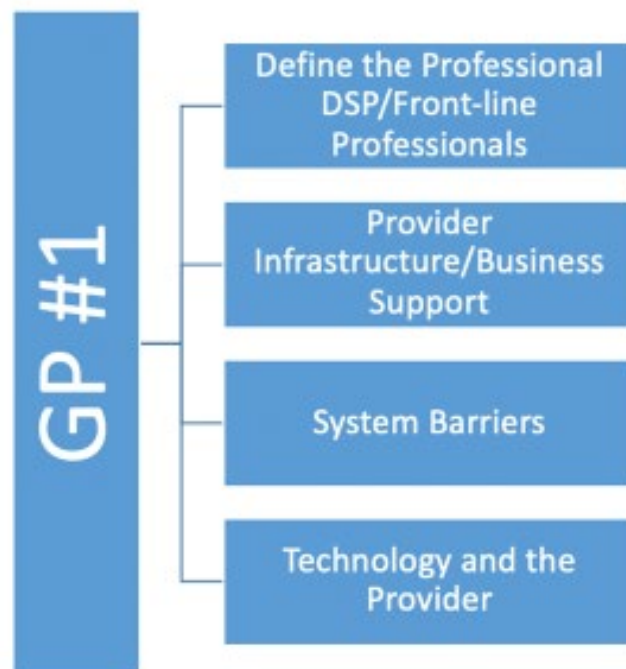 GP #1
Define the Professional
DSP/Front-line
Professionals
Provider
Infrastructure/Business
Support
System Barriers
Technology and the
Provider